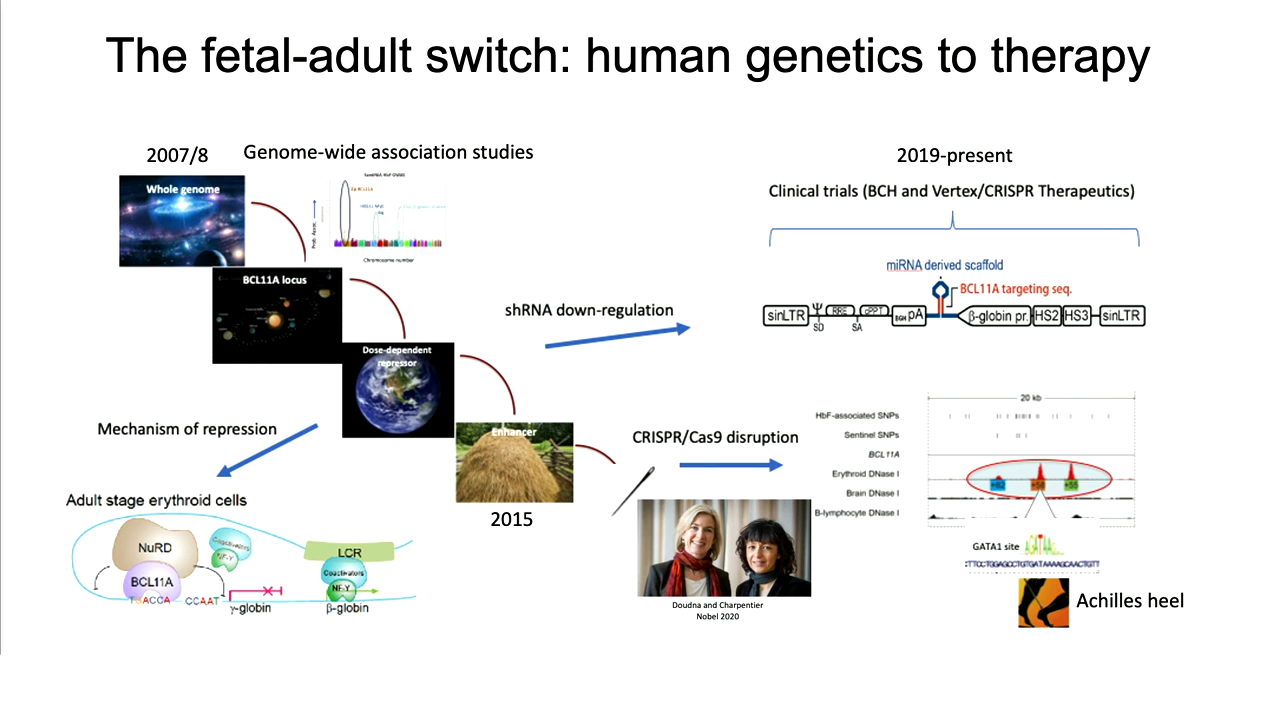 The fetal-adult switch: human genetics to therapy
2007/8
Genome-wide association studies
Whole genome
BCL11A
Prob. Assoc.
Chromosome number
BCL11A locus
Dose-dependent
repressor
Enhancer
2015
Mechanism of repression
Adult stage erythroid cells
NuRD
Coactivators
NF-Y
BCL11A
TGACCA
CCAAT
γ-globin
LCR
Coactivators
NF-Y
β-globin
shRNA down-regulation
CRISPR/Cas9 disruption
Doudna and Charpentier
Nobel 2020
2019-present
Clinical trials (BCH and Vertex/CRISPR Therapeutics)
miRNA derived scaffold
BCL11A targeting seq.
sinLTR
Ψ
SD
RRE
SA
cPPT
BGH pA
β-globin pr.
HS2
HS3
sinLTR
20 kb
HbF-associated SNPs
Sentinel SNPs
BCL11A
Erythroid DNase I
+62
+58
+55
Brain DNase I
B-lymphocyte DNase I
GATA1 site
Achilles heel